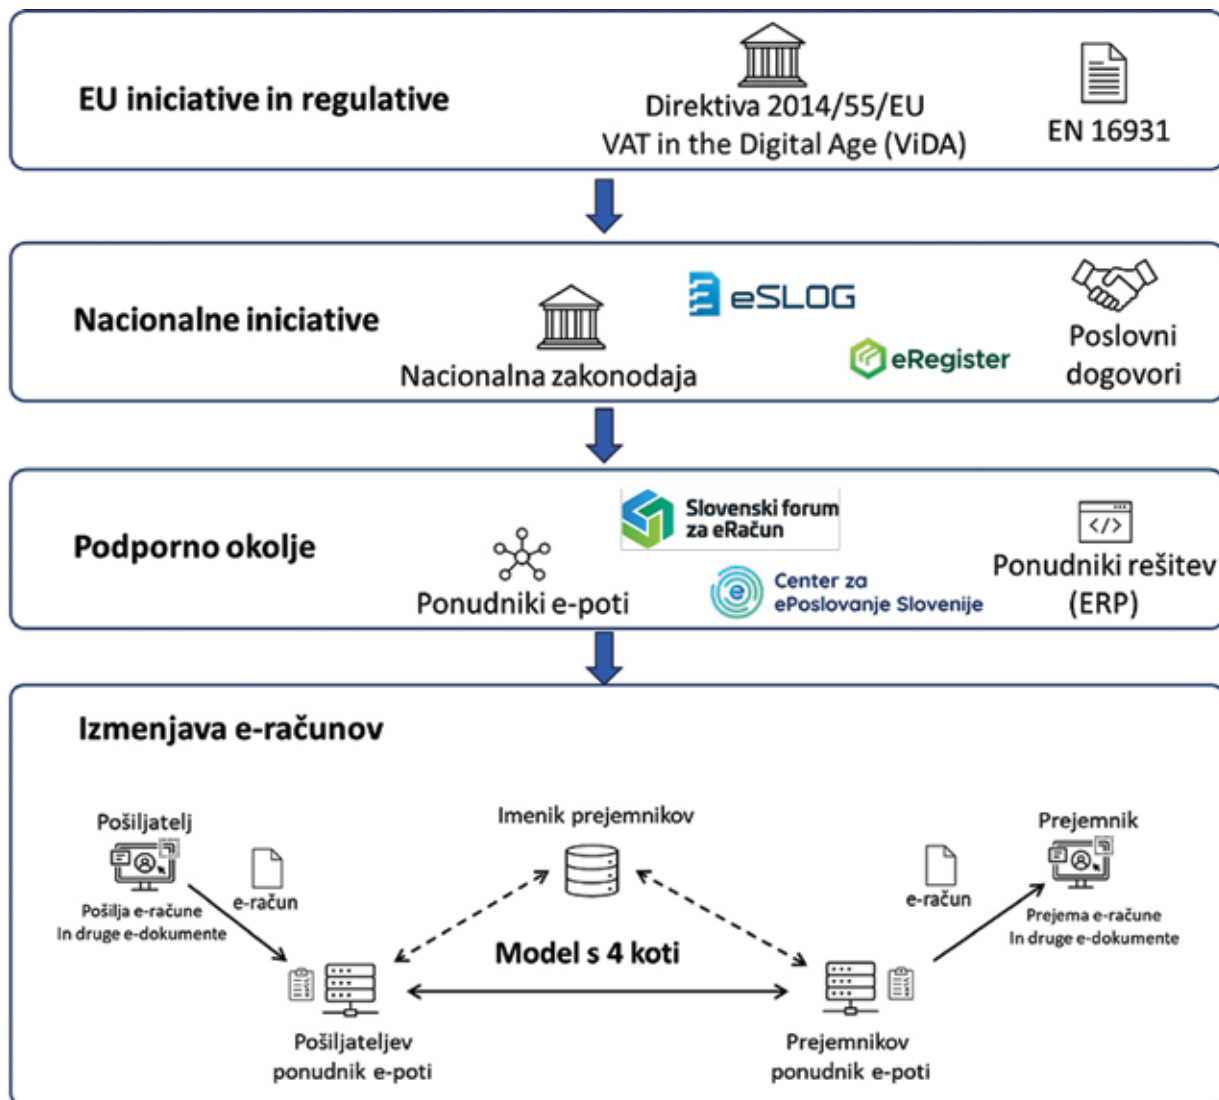 EU iniciative in regulative
Direktiva 2014/55/EU
VAT in the Digital Age (ViDA)
EN 16931
Nacionalne iniciative
Nacionalna zakonodaja
eSLOG
eRegister
Poslovni
dogovori
Podporno okolje
Ponudniki e-poti
Slovenski forum
za eRačun
Center za
ePoslovanje Slovenije
Ponudniki rešitev
(ERP)
Izmenjava e-računov
Pošiljatelj
Pošilja e-račune
In druge e-dokumente
e-račun
Imenik prejemnikov
Model s 4 koti
e-račun
Prejemnik
Prejema e-račune
In druge e-dokumente
Pošiljateljev
ponudnik e-poti
Prejemnikov
ponudnik e-poti